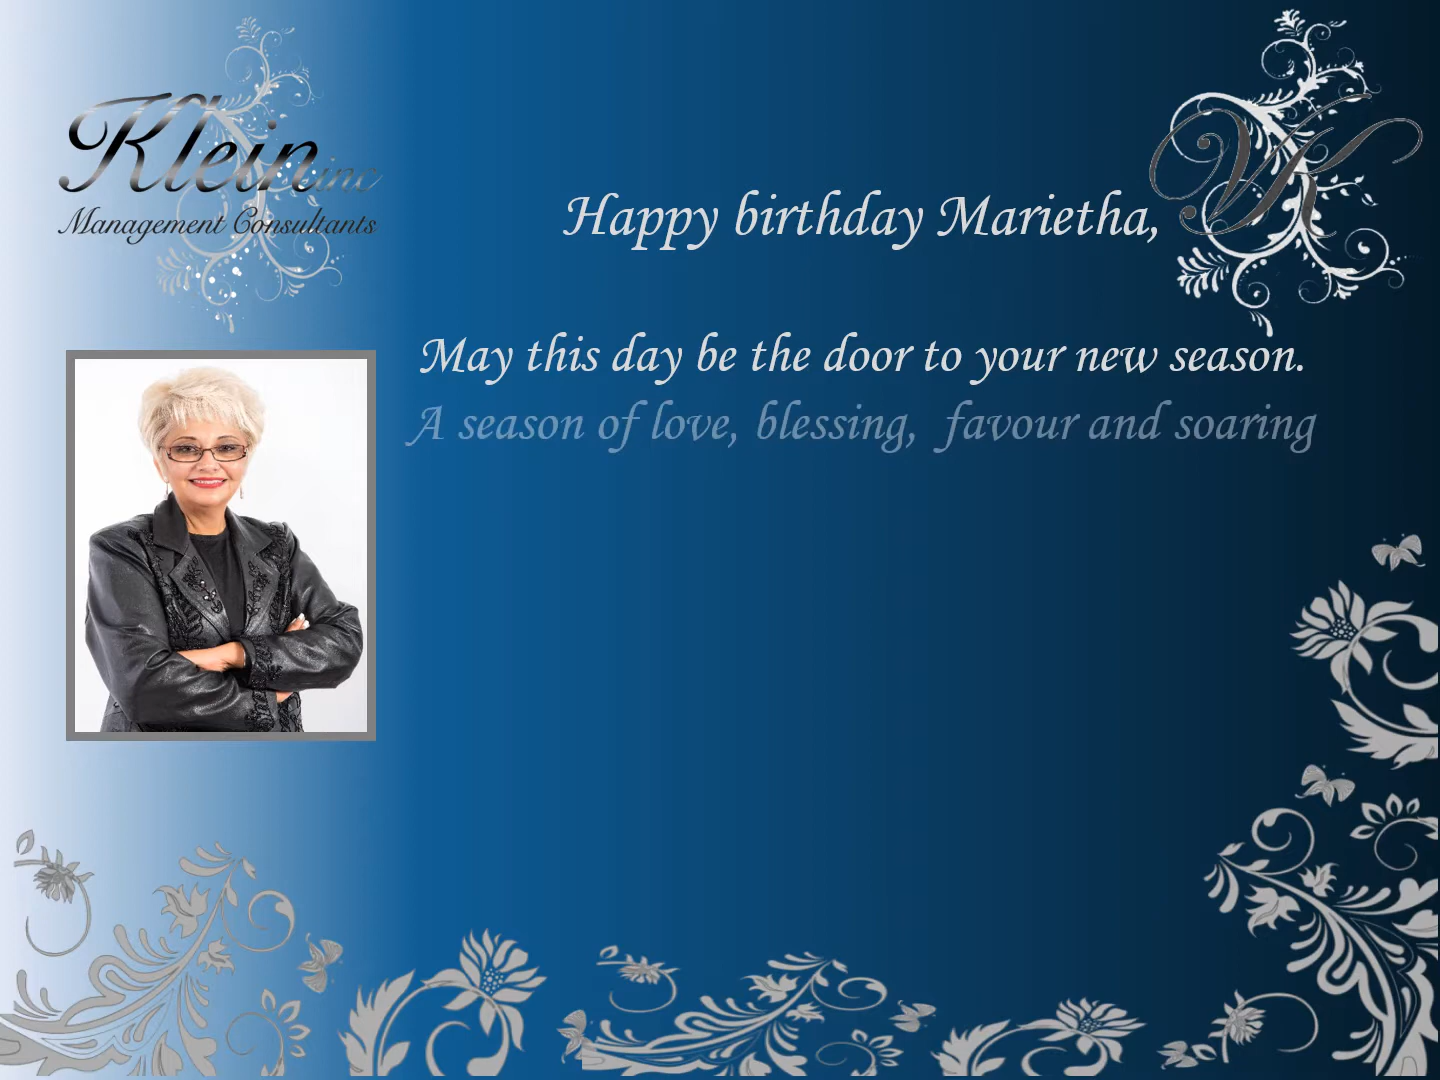 Klein inc
Management Consultants
VK
Happy birthday Marietha,
May this day be the door to your new season.
A season of love, blessing, favour and soaring